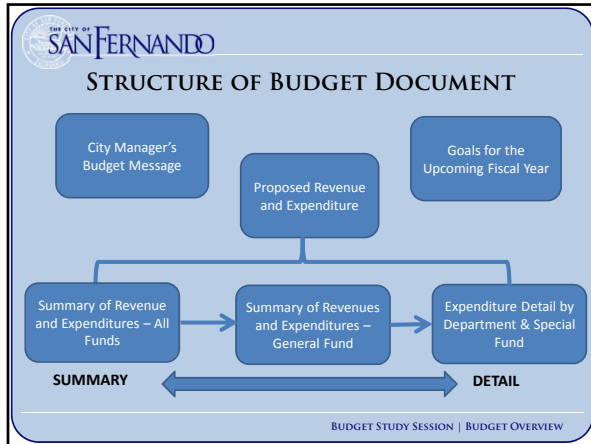 THE CITY OF
SAN FERNANDO
STRUCTURE OF BUDGET DOCUMENT
City Manager's
Budget Message
Goals for the
Upcoming Fiscal Year
Proposed Revenue
and Expenditure
Summary of Revenue
and Expenditures – All
Funds
Summary of Revenues
and Expenditures –
General Fund
Expenditure Detail by
Department & Special
Fund
SUMMARY
DETAIL
BUDGET STUDY SESSION | BUDGET OVERVIEW